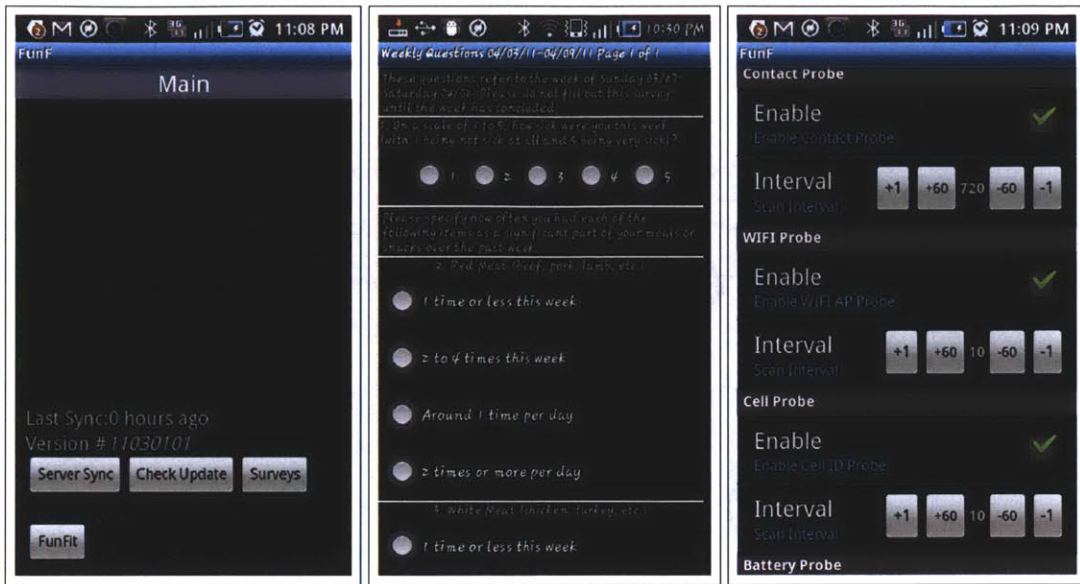 3G
11:08 PM
FunF
Main
Last Sync:0 hours ago
Version # 11030101
Server Sync
Check Update
Surveys
FunFit
10:30 PM
Weekly Questions 04/03/11-04/09/11 Page 1 of 1
These questions refer to the week of Sunday
Saturday Please do not fill out this survey
until the week has concluded.
1. On a scale of 1 to 5, how sick were you this week
(with 1 being not sick at all and 5 being very sick)?
1 2 3 4 5
Please specify how often you had each of the
following items as a significant part of your meals or
snacks over the past week.
2. Red Meat (beef, pork, lamb, etc.)
1 time or less this week
2 to 4 times this week
Around 1 time per day
2 times or more per day
3. White Meat (chicken, turkey, etc.)
1 time or less this week
3G
11:09 PM
FunF
Contact Probe
Enable
Enable Contact Probe
Interval +1 +60 720 -60 -1
Scan Interval
WIFI Probe
Enable
Enable WIFI AP Probe
Interval +1 +60 10 -60 -1
Scan Interval
Cell Probe
Enable
Enable Cell ID Probe
Interval +1 +60 10 -60 -1
Scan Interval
Battery Probe